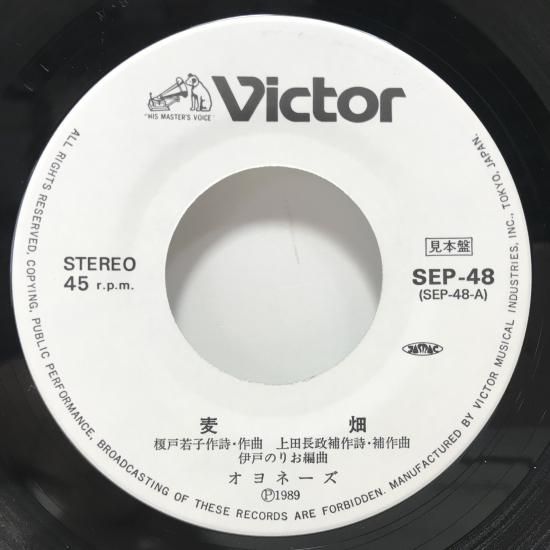 Victor
"HIS MASTER'S VOICE"
STEREO
45 r.p.m.
見本盤
SEP-48
(SEP-48-A)
JASRAC
麦畑
榎戸若子作詩・作曲 上田長政補作詩・補作曲
伊戸のりお編曲
オヨネーズ
Ⓟ1989
ALL RIGHTS RESERVED, COPYING, PUBLIC PERFORMANCE, BROADCASTING OF THESE RECORDS ARE FORBIDDEN. MANUFACTURED BY VICTOR MUSICAL INDUSTRIES, INC., TOKYO, JAPAN.